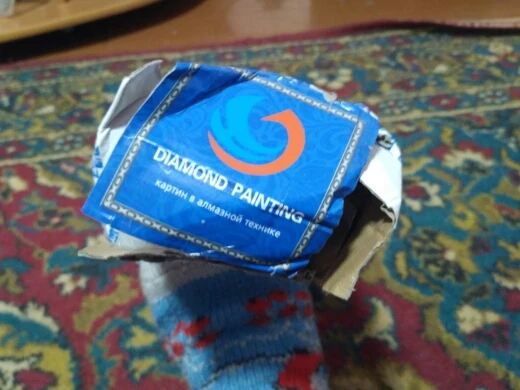 DIAMOND PAINTING
картин в алмазной технике